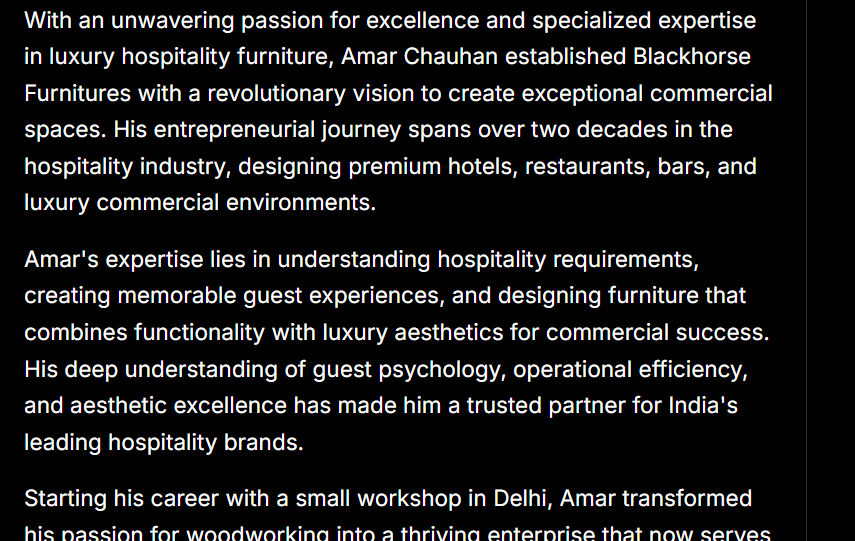 With an unwavering passion for excellence and specialized expertise
in luxury hospitality furniture, Amar Chauhan established Blackhorse
Furnitures with a revolutionary vision to create exceptional commercial
spaces. His entrepreneurial journey spans over two decades in the
hospitality industry, designing premium hotels, restaurants, bars, and
luxury commercial environments.
Amar's expertise lies in understanding hospitality requirements,
creating memorable guest experiences, and designing furniture that
combines functionality with luxury aesthetics for commercial success.
His deep understanding of guest psychology, operational efficiency,
and aesthetic excellence has made him a trusted partner for India's
leading hospitality brands.
Starting his career with a small workshop in Delhi, Amar transformed
his passion for woodworking into a thriving enterprise that now serves